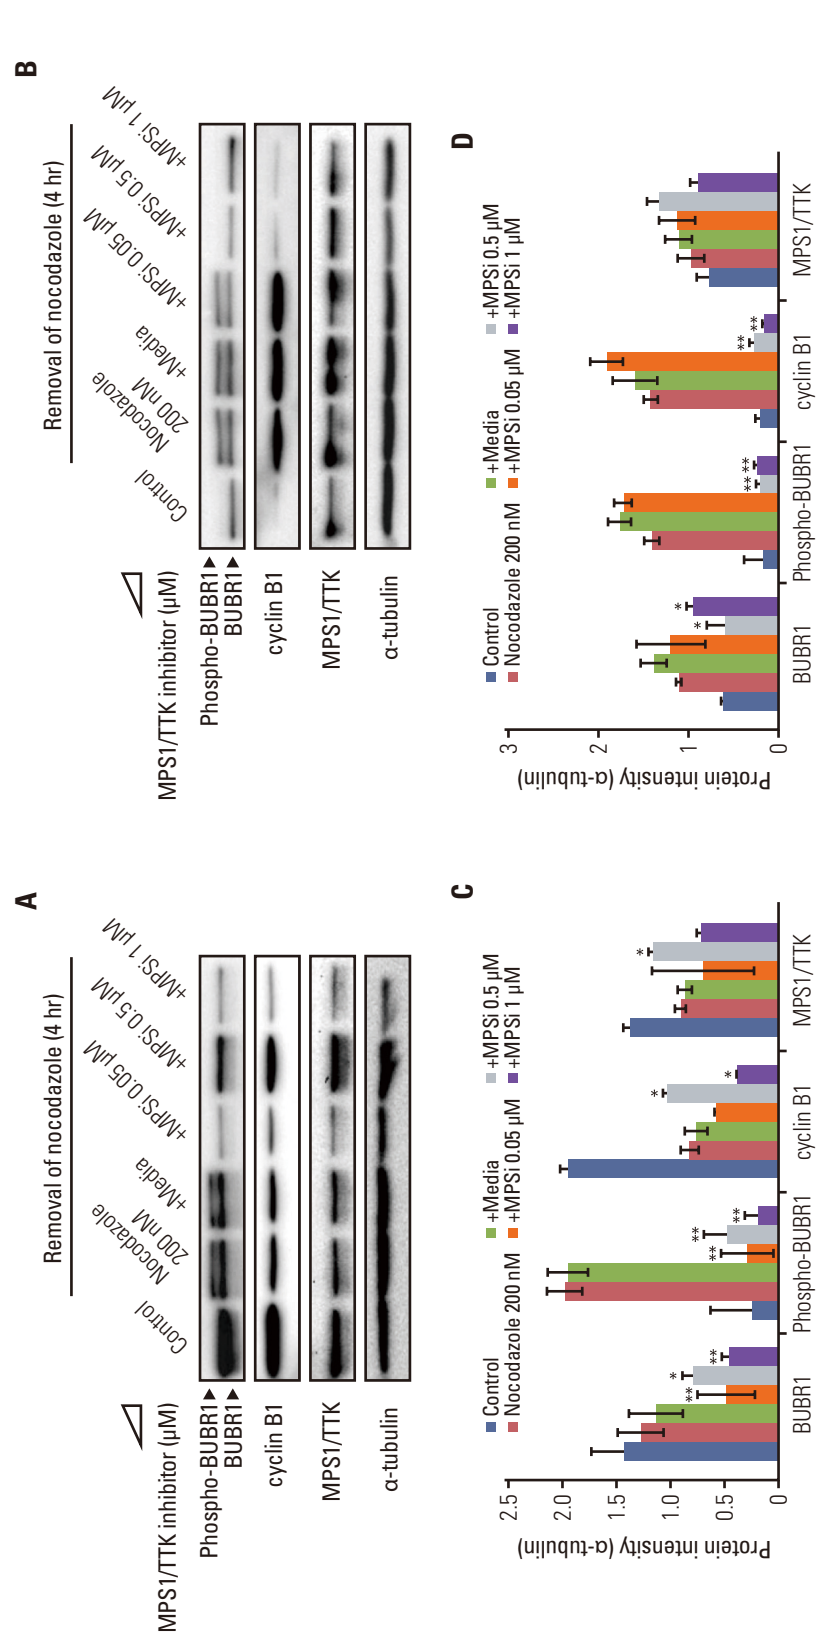 A
Removal of nocodazole (4 hr)
MPS1/TTK inhibitor (µM)
Control
Nocodazole
200 nM
+Media
+MPSi 0.05 µM
+MPSi 0.5 µM
+MPSi 1 µM
Phospho-BUBR1
BUBR1
cyclin B1
MPS1/TTK
α-tubulin
B
Removal of nocodazole (4 hr)
MPS1/TTK inhibitor (µM)
Control
Nocodazole
200 nM
+Media
+MPSi 0.05 µM
+MPSi 0.5 µM
+MPSi 1 µM
Phospho-BUBR1
BUBR1
cyclin B1
MPS1/TTK
α-tubulin
C
Control
Nocodazole 200 nM
+Media
+MPSi 0.05 µM
+MPSi 0.5 µM
+MPSi 1 µM
Protein intensity (α-tubulin)
2.5
2.0
1.5
1.0
0.5
0
** * **
** ** **
* *
*
BUBR1 Phospho-BUBR1 cyclin B1 MPS1/TTK
D
Control
Nocodazole 200 nM
+Media
+MPSi 0.05 µM
+MPSi 0.5 µM
+MPSi 1 µM
Protein intensity (α-tubulin)
3
2
1
0
* *
** **
** **
BUBR1 Phospho-BUBR1 cyclin B1 MPS1/TTK